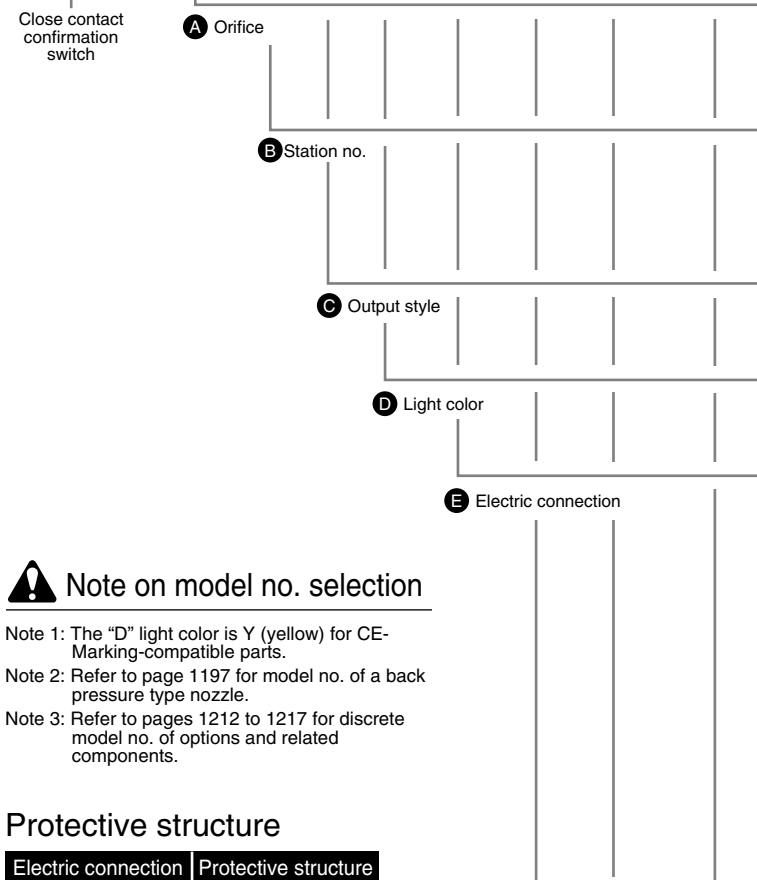 Close contact
confirmation
switch
A Orifice
B Station no.
C Output style
D Light color
E Electric connection
Note on model no. selection
Note 1: The “D” light color is Y (yellow) for CE-
Marking-compatible parts.
Note 2: Refer to page 1197 for model no. of a back
pressure type nozzle.
Note 3: Refer to pages 1212 to 1217 for discrete
model no. of options and related
components.
Protective structure
Electric connection Protective structure